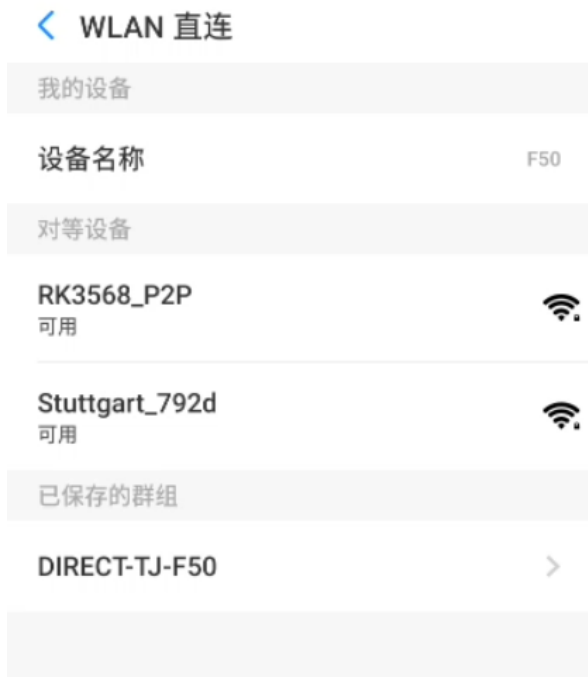 WLAN 直连
我的设备
设备名称 F50
对等设备
RK3568_P2P
可用
Stuttgart_792d
可用
已保存的群组
DIRECT-TJ-F50